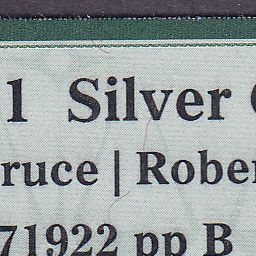 1 Silver
ruce | Rober
71922 pp B